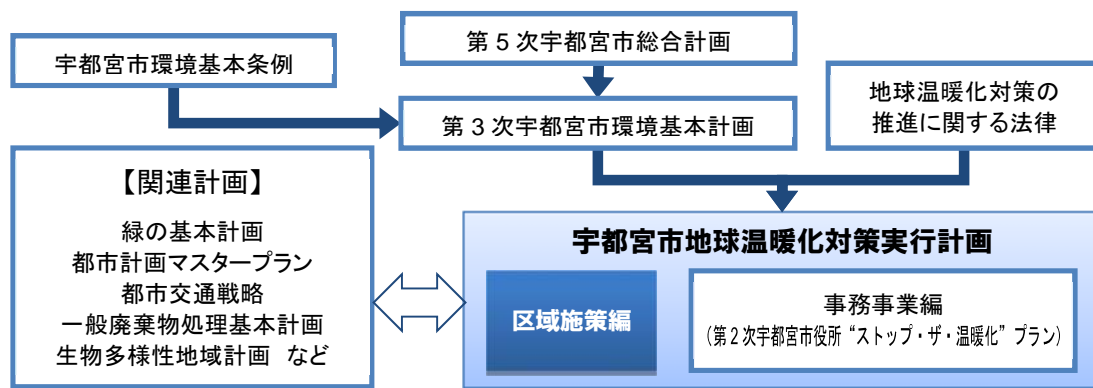 第5次宇都宮市総合計画
宇都宮市環境基本条例
地球温暖化対策の
推進に関する法律
第3次宇都宮市環境基本計画
【関連計画】
緑の基本計画
都市計画マスタープラン
都市交通戦略
一般廃棄物処理基本計画
生物多様性地域計画 など
宇都宮市地球温暖化対策実行計画
区域施策編
事務事業編
(第2次宇都宮市役所“ストップ・ザ・温暖化”プラン)